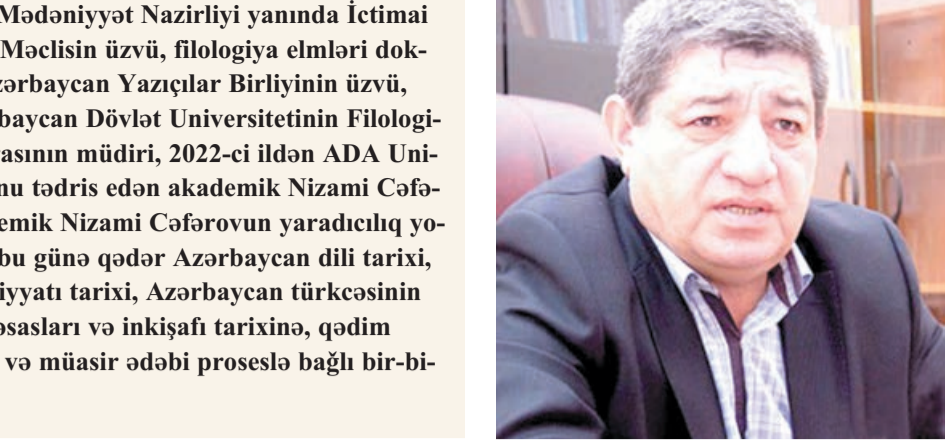 Mədəniyyət Nazirliyi yanında İctimai
Məclisin üzvü, filologiya elmləri dok-
zərbaycan Yazıçılar Birliyinin üzvü,
baycan Dövlət Universitetinin Filologi-
rasının müdiri, 2022-ci ildən ADA Uni-
nu tədris edən akademik Nizami Cəfə-
emik Nizami Cəfərovun yaradıcılıq yo-
bu günə qədər Azərbaycan dili tarixi,
iyyatı tarixi, Azərbaycan türkcəsinin
əsasları və inkişafı tarixinə, qədim
və müasir ədəbi proseslə bağlı bir-bi-